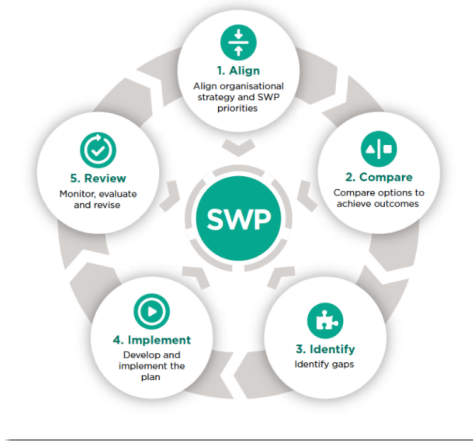 1. Align
Align organisational
strategy and SWP
priorities
2. Compare
Compare options to
achieve outcomes
3. Identify
Identify gaps
4. Implement
Develop and
implement the
plan
5. Review
Monitor, evaluate
and revise
SWP